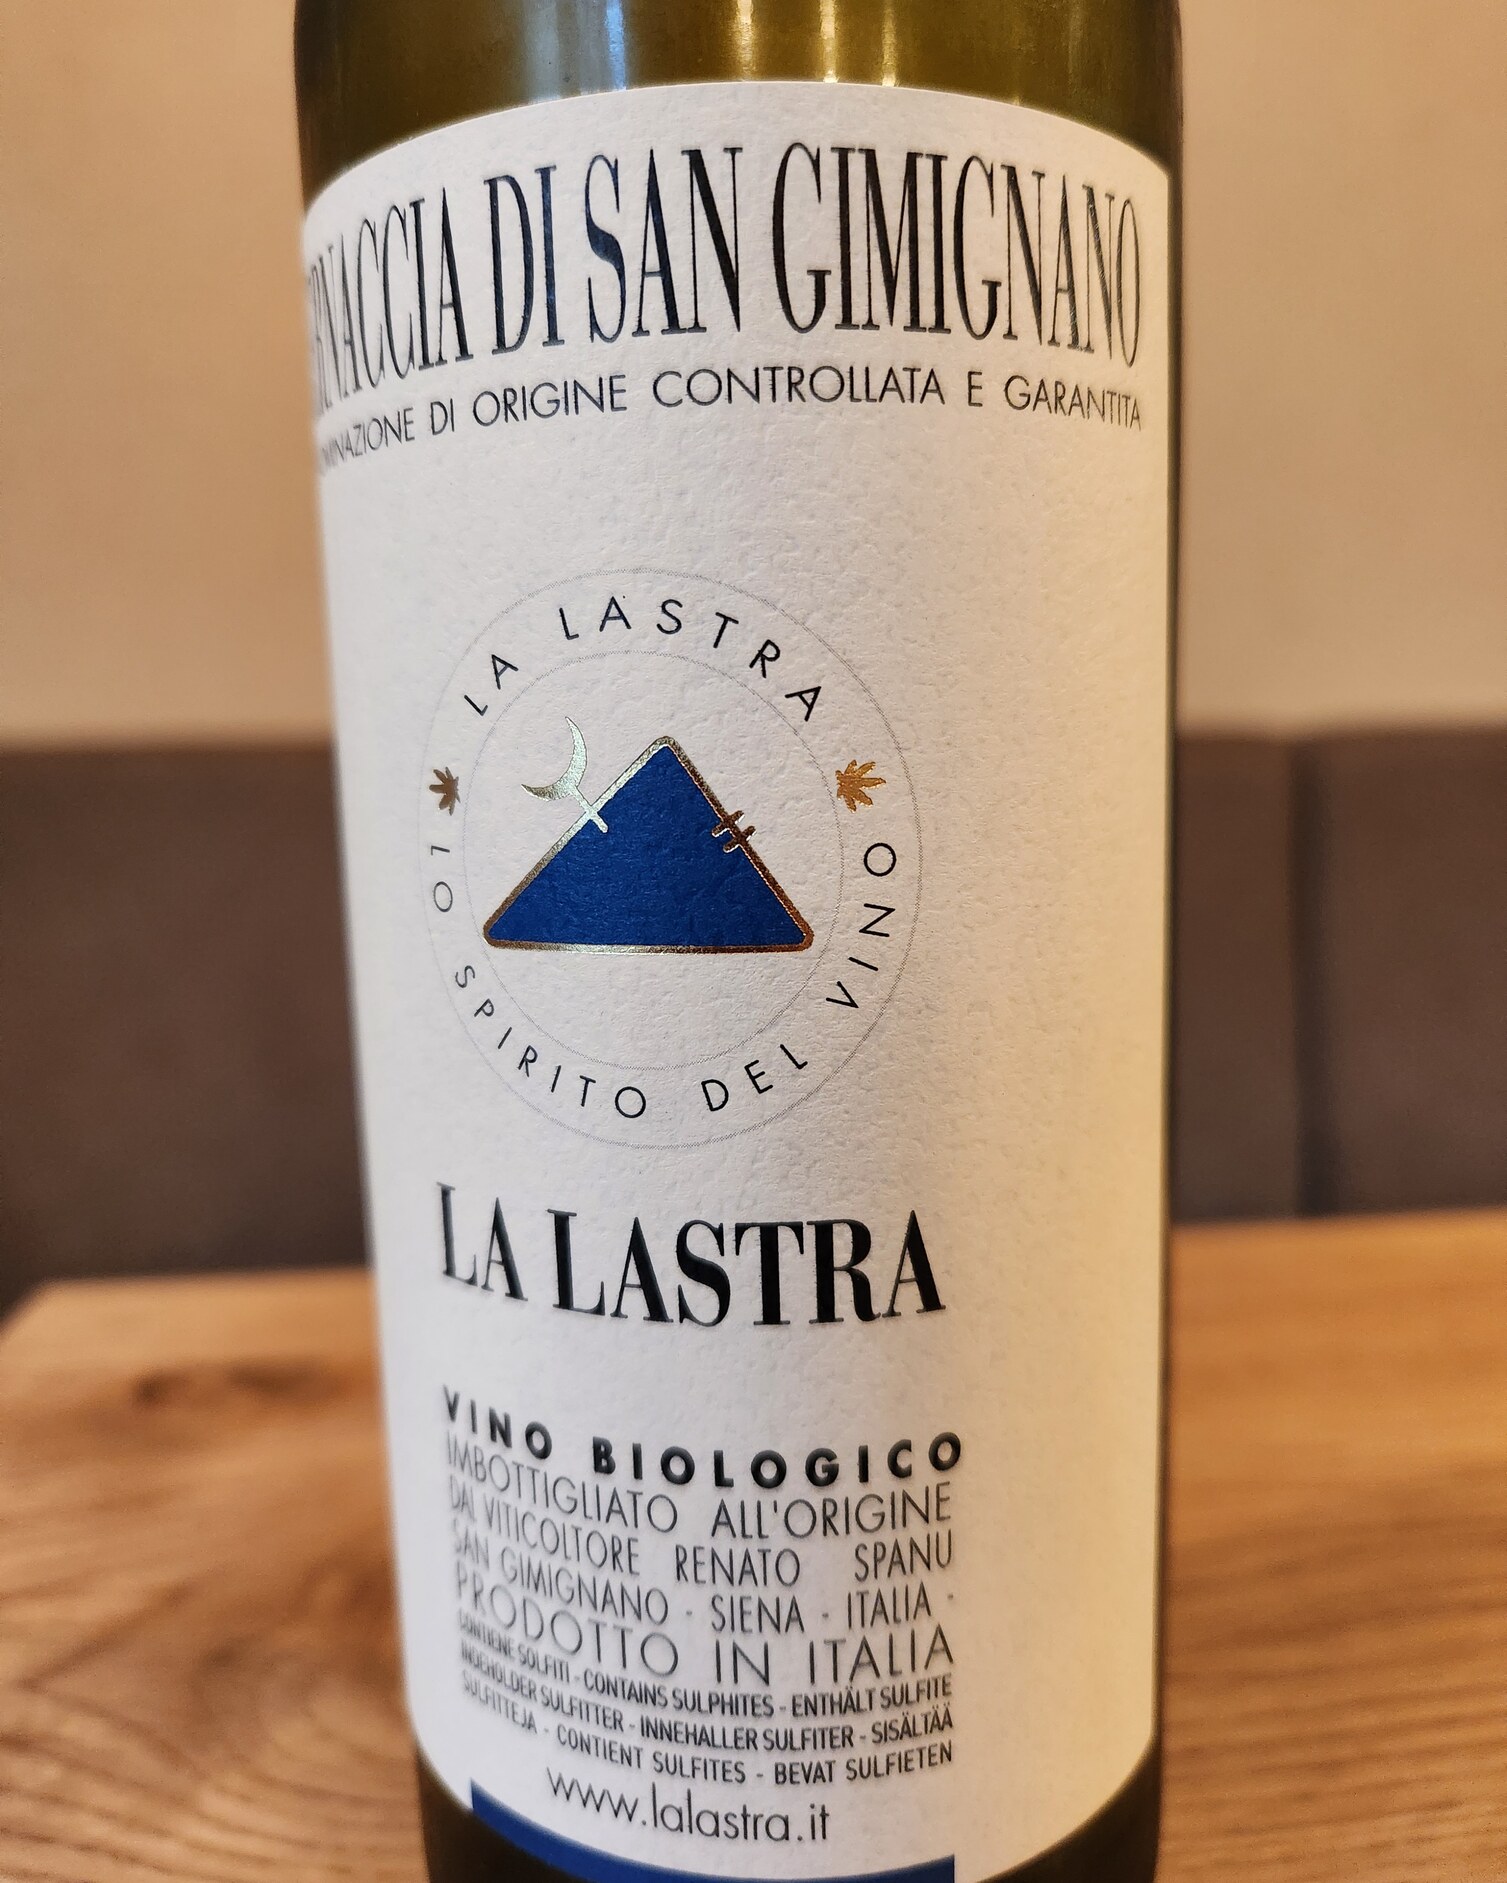 VERNACCIA DI SAN GIMIGNANO
DENOMINAZIONE DI ORIGINE CONTROLLATA E GARANTITA
LA LASTRA
LO SPIRITO DEL VINO
LA LASTRA
VINO BIOLOGICO
IMBOTTIGLIATO ALL'ORIGINE
DAL VITICOLTORE RENATO SPANU
SAN GIMIGNANO - SIENA - ITALIA -
PRODOTTO IN ITALIA
CONTIENE SOLFITI - CONTAINS SULPHITES - ENTHÄLT SULFITE
INDEHOLDER SULFITTER - INNEHALLER SULFITER - SISÄLTÄÄ
SULFITTEJA - CONTIENT SULFITES - BEVAT SULFIETEN
www.lalastra.it